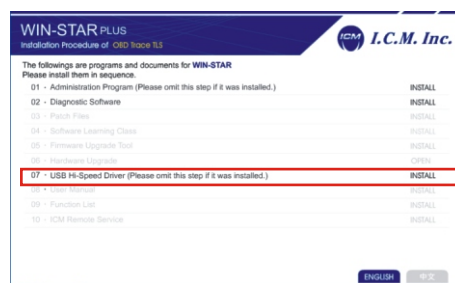 WIN-STAR PLUS
Installation Procedure of OBD Trace TLS
ICM I.C.M. Inc.
The followings are programs and documents for WIN-STAR
Please install them in sequence.
01 - Administration Program (Please omit this step if it was installed.) INSTALL
02 - Diagnostic Software INSTALL
03 - Patch Files INSTALL
04 - Software Learning Class INSTALL
05 - Firmware Upgrade Tool INSTALL
06 - Hardware Upgrade OPEN
07 - USB Hi-Speed Driver (Please omit this step if it was installed.) INSTALL
08 • User Manual INSTALL
09 - Function List INSTALL
10 - ICM Remote Service INSTALL
ENGLISH 中文